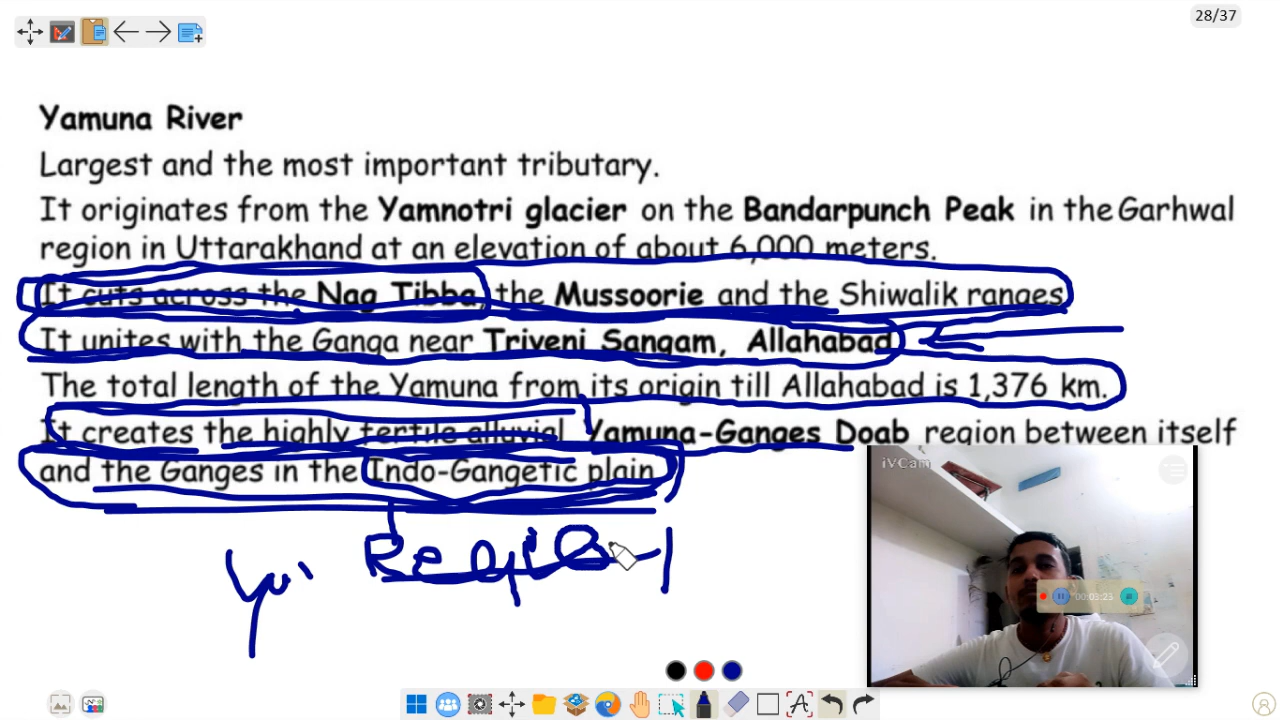 28/37
Yamuna River
Largest and the most important tributary.
It originates from the Yamnotri glacier on the Bandarpunch Peak in the Garhwal
region in Uttarakhand at an elevation of about 6,000 meters.
It cuts across the Nag Tibba, the Mussoorie and the Shiwalik ranges
It unites with the Ganga near Triveni Sangam, Allahabad
The total length of the Yamuna from its origin till Allahabad is 1,376 km.
It creates the highly fertile alluvial, Yamuna-Ganges Doab region between itself
and the Ganges in the Indo-Gangetic plain
iVCam
00:03:23